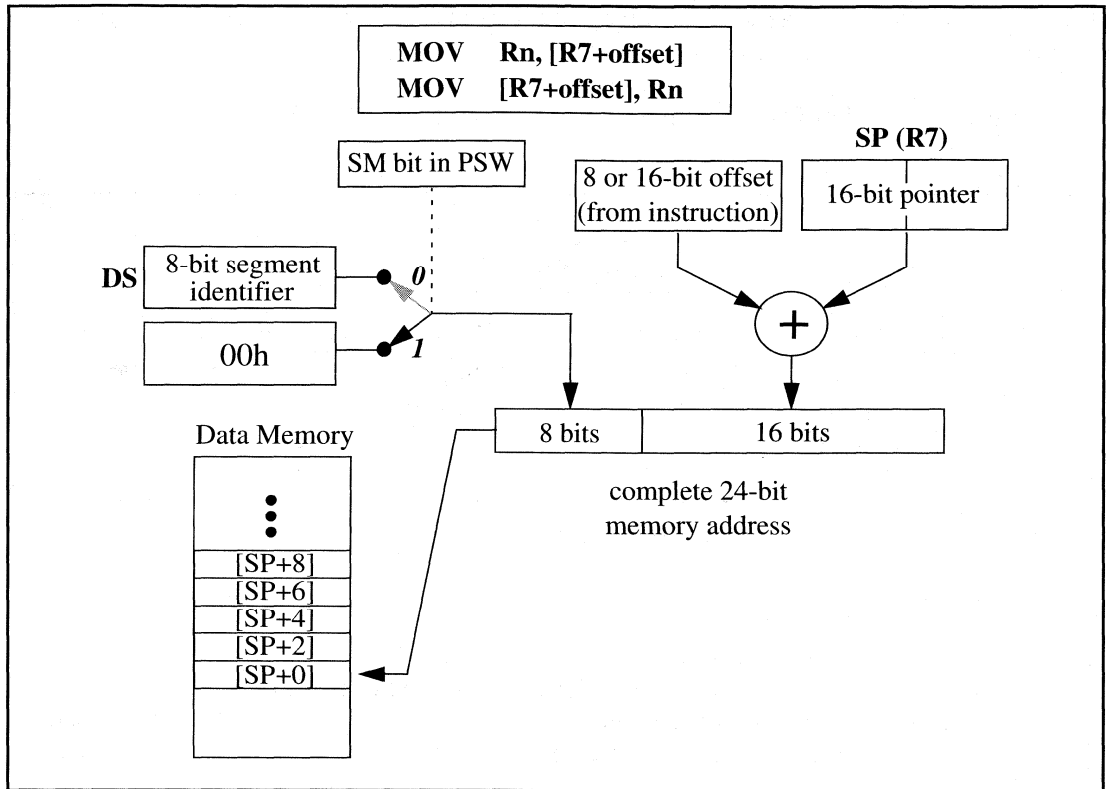 MOV Rn, [R7+offset]
MOV [R7+offset], Rn
SM bit in PSW
SP (R7)
8 or 16-bit offset
(from instruction)
16-bit pointer
DS
8-bit segment
identifier
0
00h
1
+
8 bits
16 bits
Data Memory
complete 24-bit
memory address
[SP+8]
[SP+6]
[SP+4]
[SP+2]
[SP+0]